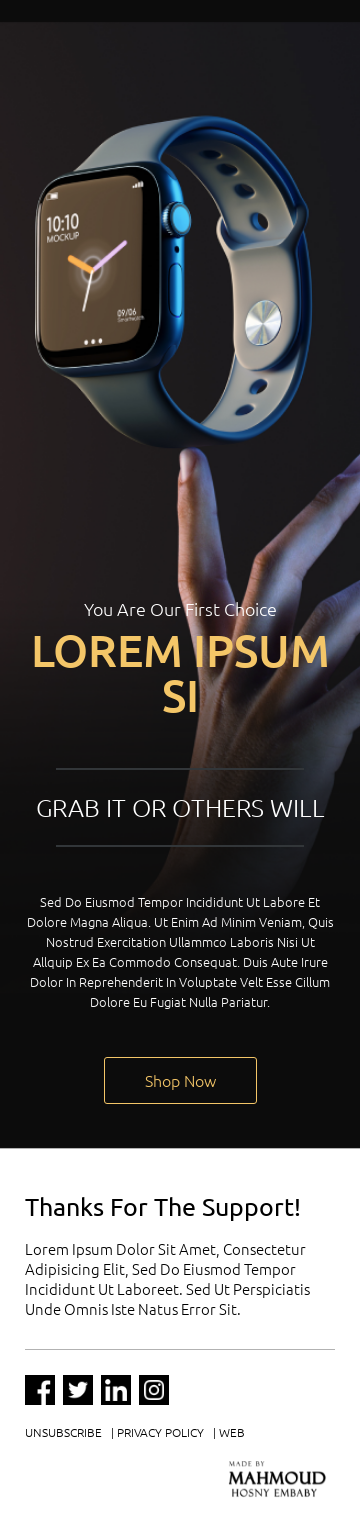 10:10
MOCKUP
09/06
You Are Our First Choice
LOREM IPSUM
SI
GRAB IT OR OTHERS WILL
Sed Do Eiusmod Tempor Incididunt Ut Labore Et
Dolore Magna Aliqua. Ut Enim Ad Minim Veniam, Quis
Nostrud Exercitation Ullammco Laboris Nisi Ut
Allquip Ex Ea Commodo Consequat. Duis Aute Irure
Dolor In Reprehenderit In Voluptate Velt Esse Cillum
Dolore Eu Fugiat Nulla Pariatur.
Shop Now
Thanks For The Support!
Lorem Ipsum Dolor Sit Amet, Consectetur
Adipisicing Elit, Sed Do Eiusmod Tempor
Incididunt Ut Laboreet. Sed Ut Perspiciatis
Unde Omnis Iste Natus Error Sit.
UNSUBSCRIBE | PRIVACY POLICY | WEB
MADE BY
MAHMOUD
HOSNY EMBABY